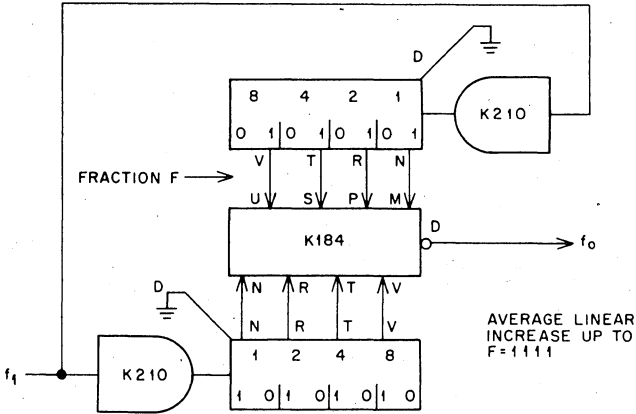 D
8 4 2 1
K210
0 1 0 1 0 1 0 1
V T R N
FRACTION F
U S P M
K184
D
f₀
N R T V
D
N R T V
AVERAGE LINEAR
INCREASE UP TO
F=1111
1 2 4 8
f₁
K210
1 0 1 0 1 0 1 0